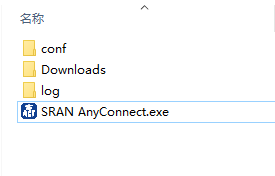 名称
conf
Downloads
log
SRAN AnyConnect.exe